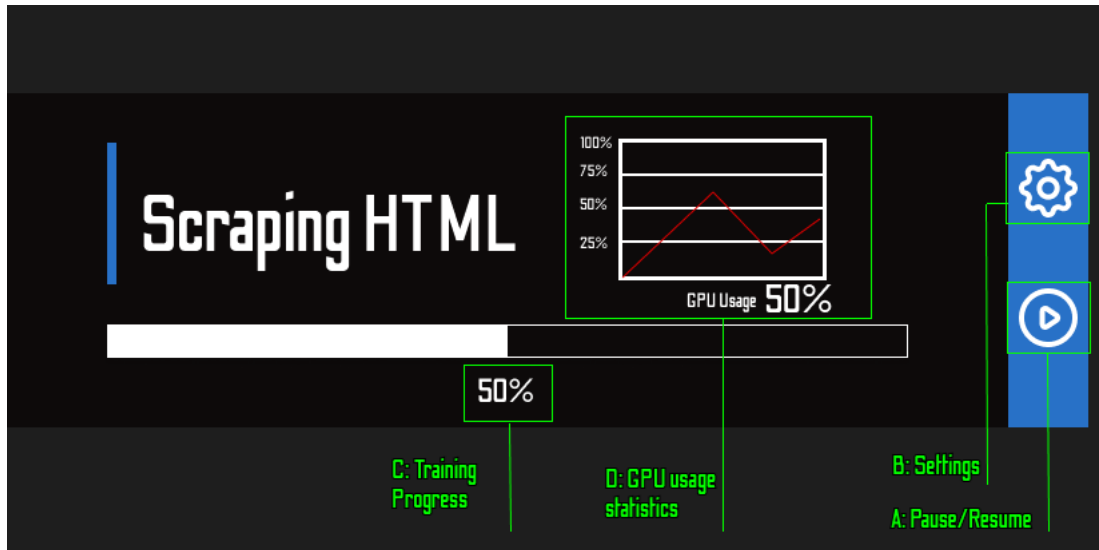 100%
75%
Scraping HTML
50%
25%
GPU Usage 50%
50%
C: Training
Progress
D: GPU usage
statistics
B: Settings
A: Pause/Resume